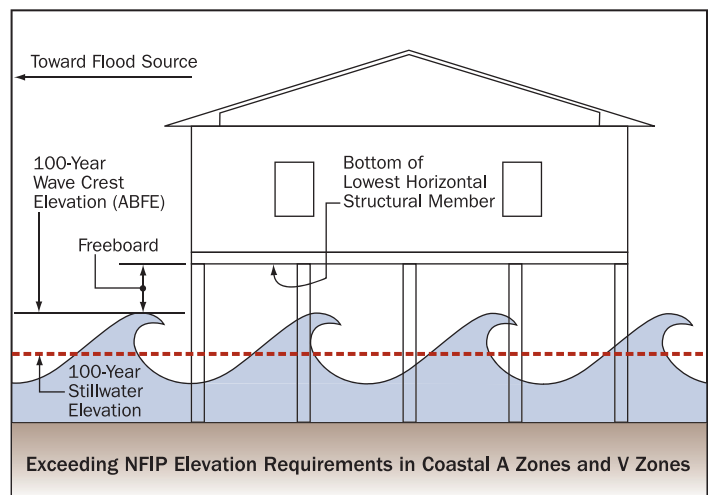 Toward Flood Source
100-Year
Wave Crest
Elevation (ABFE)
Freeboard
Bottom of
Lowest Horizontal
Structural Member
100-Year
Stillwater
Elevation
Exceeding NFIP Elevation Requirements in Coastal A Zones and V Zones